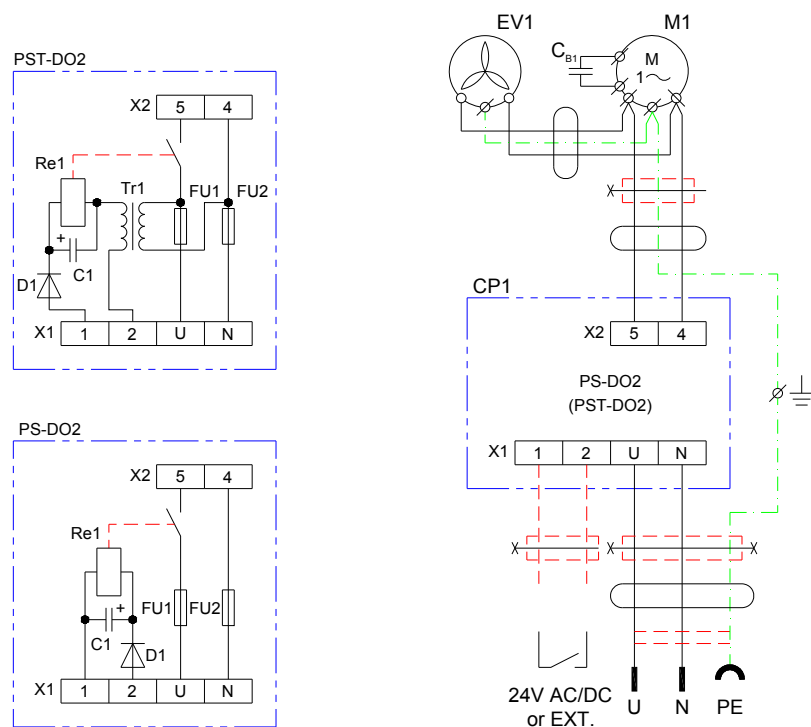 PST-DO2
X2 5 4
Re1
Tr1
FU1 FU2
+
C1
D1
X1 1 2 U N
PS-DO2
X2 5 4
Re1
FU1 FU2
+
C1
D1
X1 1 2 U N
EV1 M1
CB1
M
1~
CP1
X2 5 4
PS-DO2
(PST-DO2)
X1 1 2 U N
24V AC/DC
or EXT.
U N PE